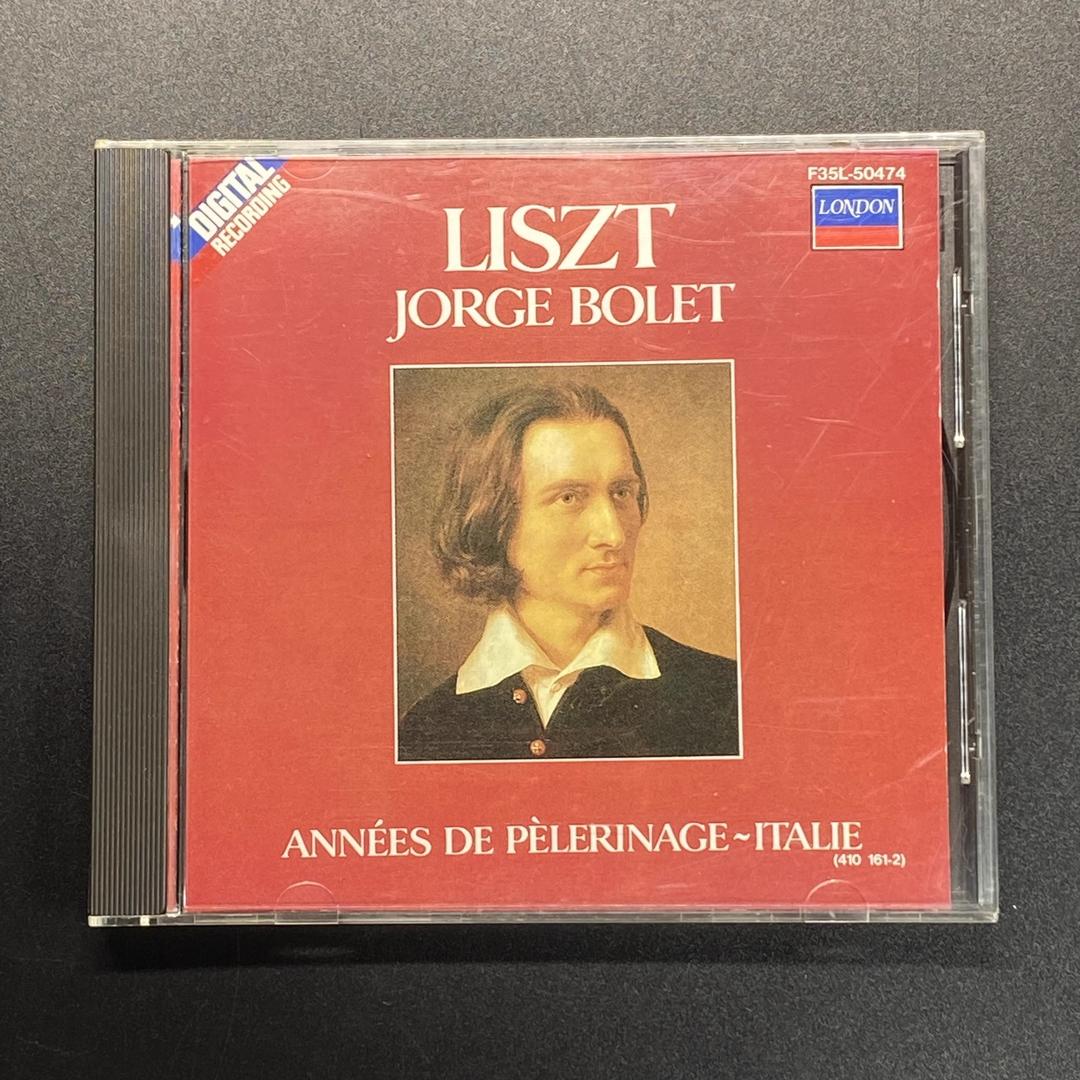 DIGITAL
RECORDING
F35L-50474
LONDON
LISZT
JORGE BOLET
ANNÉES DE PÈLERINAGE~ITALIE
(410 161-2)